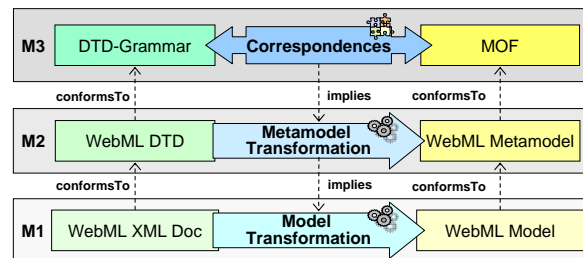 M3 DTD-Grammar Correspondences MOF
conformsTo implies conformsTo
M2 WebML DTD Metamodel Transformation WebML Metamodel
conformsTo implies conformsTo
M1 WebML XML Doc Model Transformation WebML Model